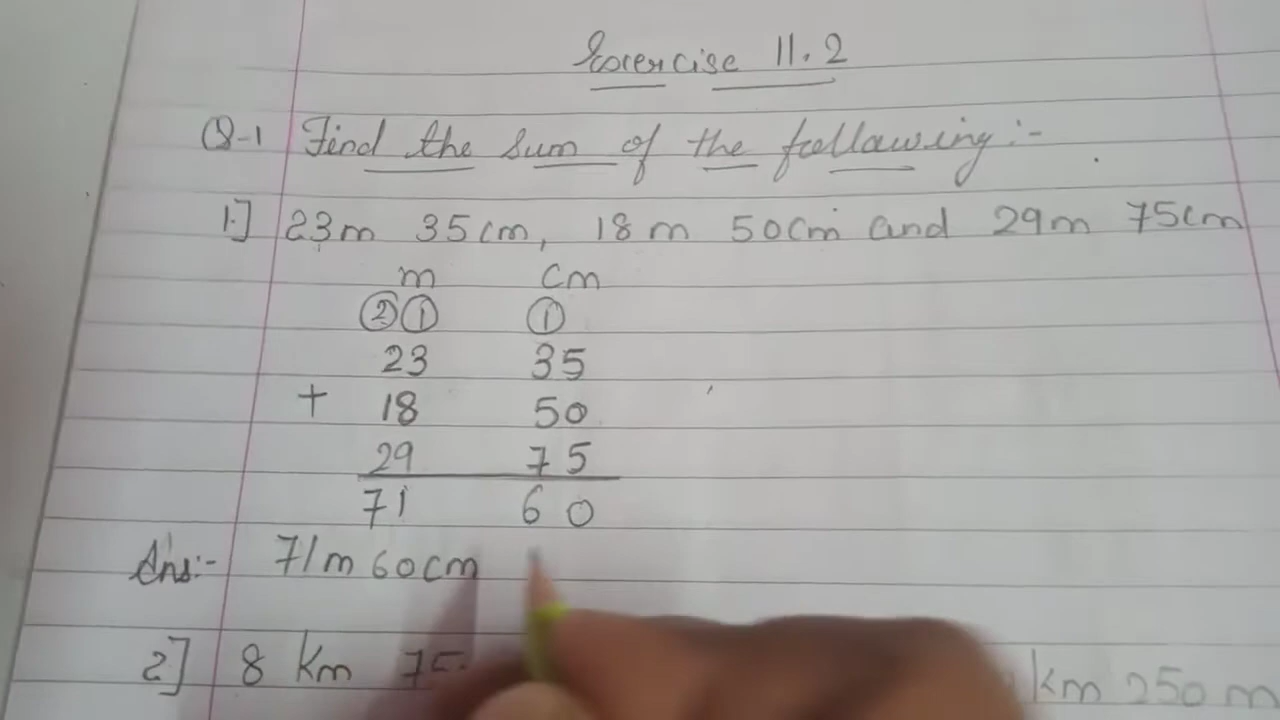 Exercise 11.2
Q-1 Find the sum of the following :-
1.] 23m 35cm, 18m 50cm and 29m 75cm
m cm
② ① ①
23 35
+ 18 50
29 75
71 60
Ans:- 71m 60cm
2.] 8 Km km 250 m